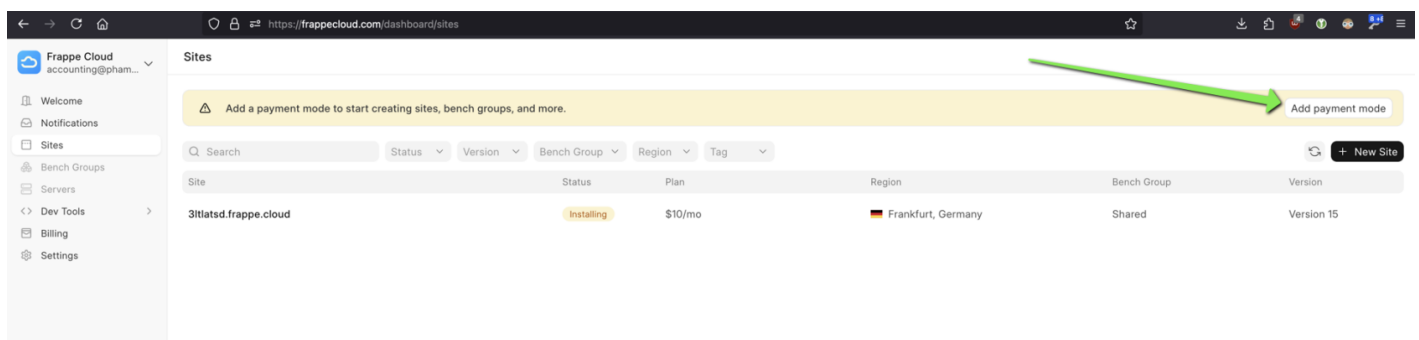 https://frappecloud.com/dashboard/sites
Frappe Cloud
accounting@pham...
Welcome
Notifications
Sites
Bench Groups
Servers
Dev Tools
Billing
Settings
Sites
Add a payment mode to start creating sites, bench groups, and more.
Add payment mode
Search
Status
Version
Bench Group
Region
Tag
+ New Site
Site Status Plan Region Bench Group Version
3ltlatsd.frappe.cloud Installing $10/mo Frankfurt, Germany Shared Version 15